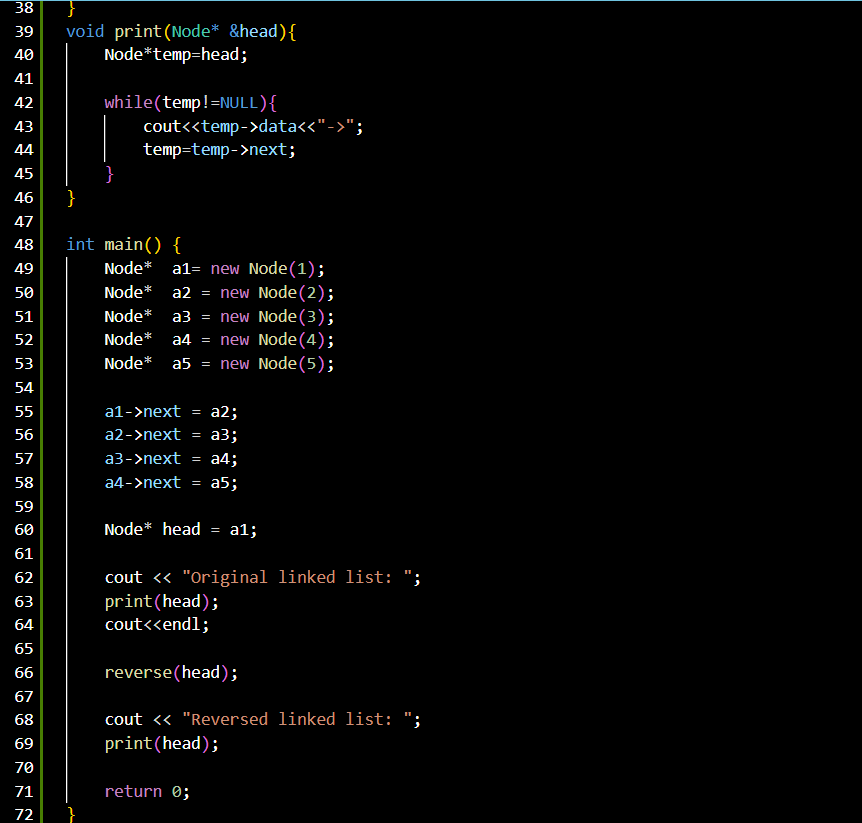 38 }
39 void print(Node* &head){
40 Node*temp=head;
41
42 while(temp!=NULL){
43 cout<<temp->data<<"->";
44 temp=temp->next;
45 }
46 }
47
48 int main() {
49 Node*  a1= new Node(1);
50 Node*  a2 = new Node(2);
51 Node*  a3 = new Node(3);
52 Node*  a4 = new Node(4);
53 Node*  a5 = new Node(5);
54
55 a1->next = a2;
56 a2->next = a3;
57 a3->next = a4;
58 a4->next = a5;
59
60 Node* head = a1;
61
62 cout << "Original linked list: ";
63 print(head);
64 cout<<endl;
65
66 reverse(head);
67
68 cout << "Reversed linked list: ";
69 print(head);
70
71 return 0;
72 }